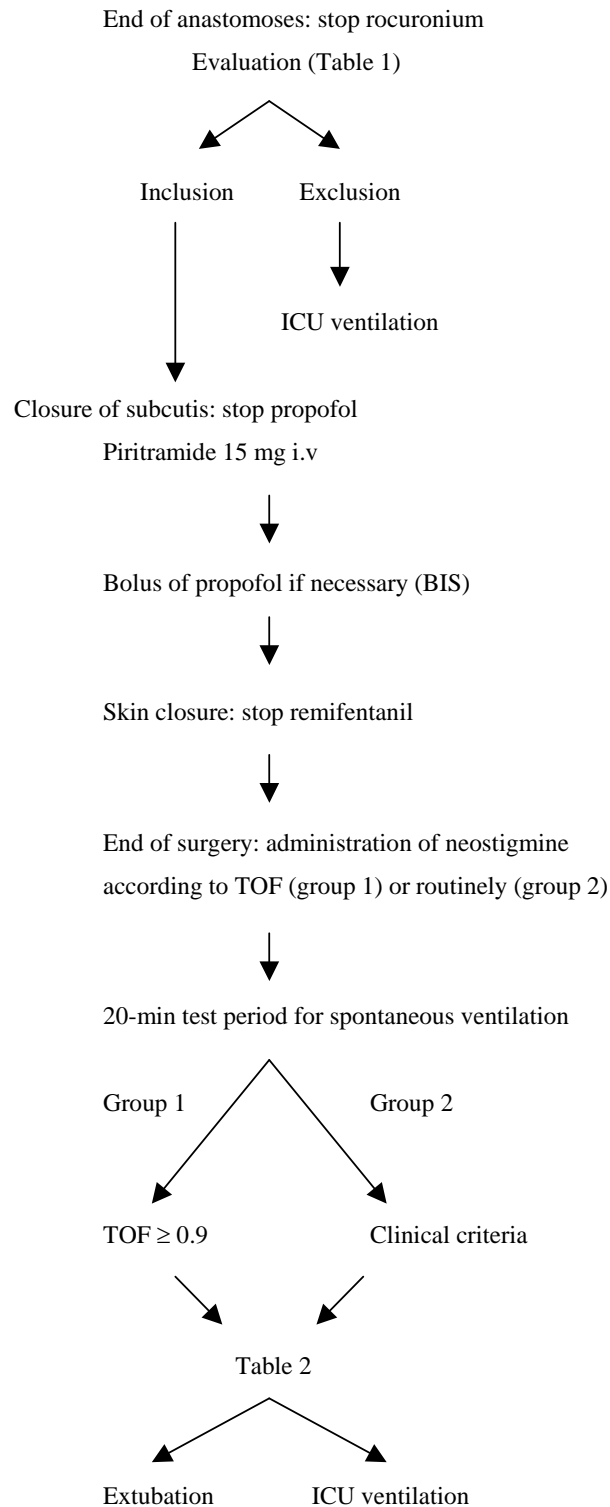 End of anastomoses: stop rocuronium
Evaluation (Table 1)
Inclusion
Exclusion
ICU ventilation
Closure of subcutis: stop propofol
Piritramide 15 mg i.v
Bolus of propofol if necessary (BIS)
Skin closure: stop remifentanil
End of surgery: administration of neostigmine
according to TOF (group 1) or routinely (group 2)
20-min test period for spontaneous ventilation
Group 1
Group 2
TOF ≥ 0.9
Clinical criteria
Table 2
Extubation
ICU ventilation